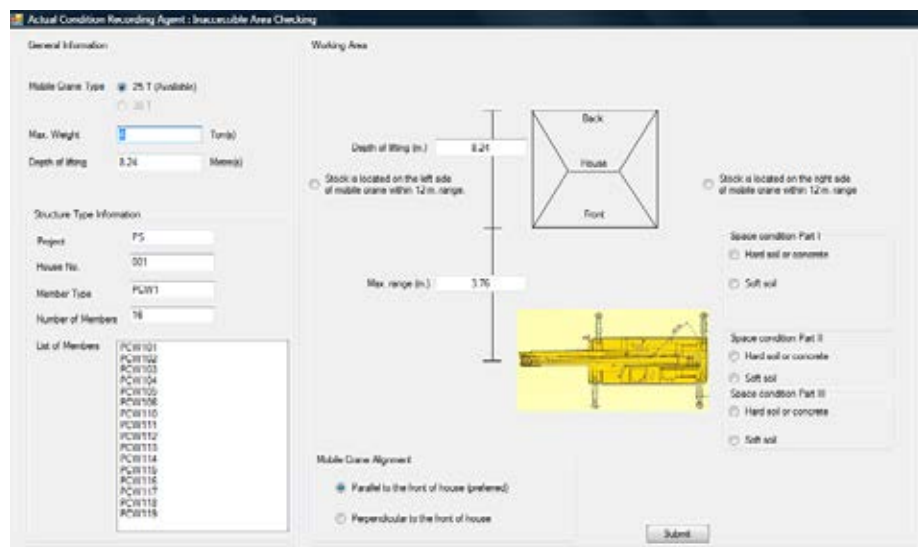 Actual Condition Recording Agent : Inaccessible Area Checking
General Information
Mobile Crane Type
25 T (Available)
Max. Weight
Ton(s)
Depth of lifting
8.24
Meter(s)
Structure Type Information
Project
PS
House No.
001
Member Type
PCW1
Number of Members
16
List of Members
PCW101
PCW102
PCW103
PCW104
PCW105
PCW106
PCW110
PCW111
PCW112
PCW113
PCW114
PCW115
PCW116
PCW117
PCW118
PCW119
Working Area
Depth of lifting (m.)
8.24
Back
House
Front
Stock is located on the left side
of mobile crane within 12 m. range.
Stock is located on the right side
of mobile crane within 12 m. range
Max. range (m.)
3.76
Space condition Part I
Hard soil or concrete
Soft soil
Space condition Part II
Hard soil or concrete
Soft soil
Space condition Part III
Hard soil or concrete
Soft soil
Mobile Crane Alignment
Parallel to the front of house (preferred)
Perpendicular to the front of house
Submit